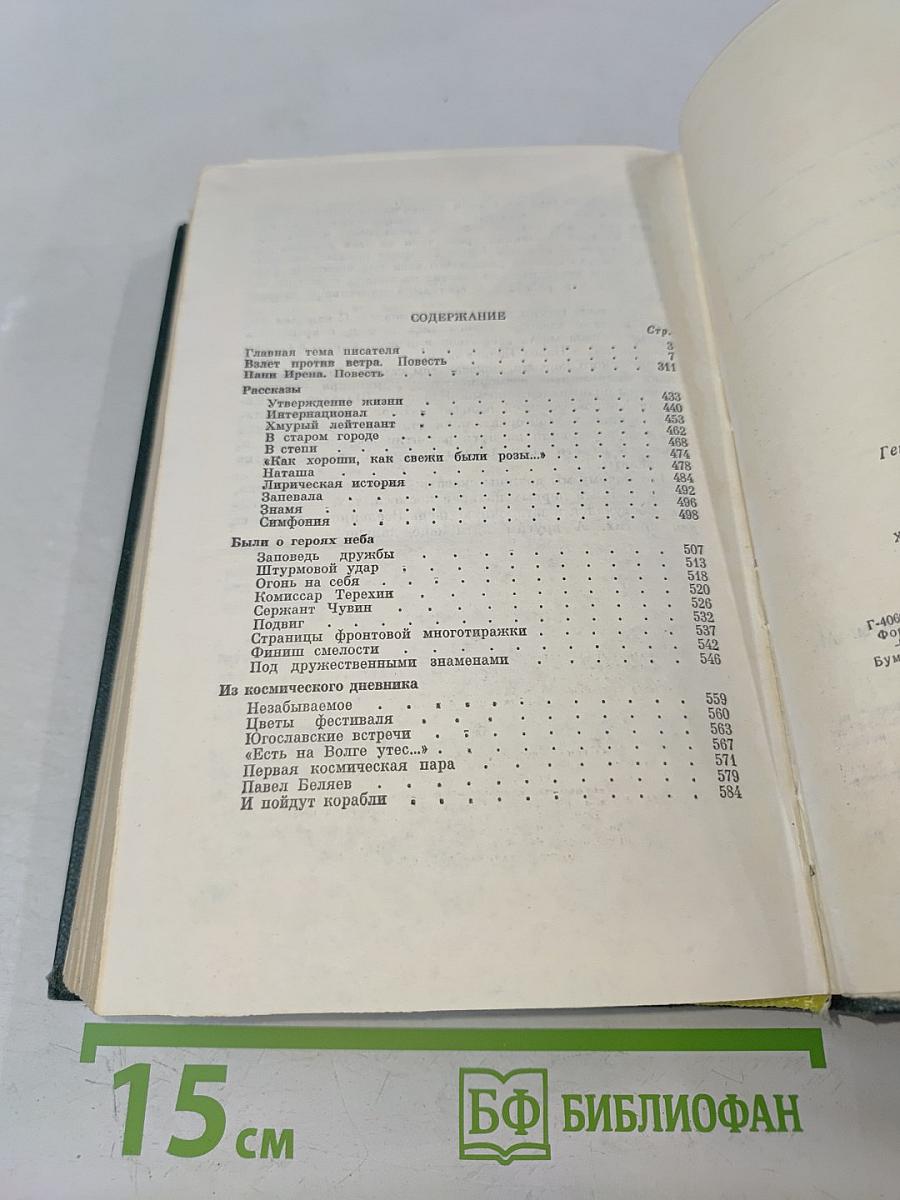 СОДЕРЖАНИЕ
Стр.
Главная тема писателя . . . . . . . . . . 3
Взлет против ветра. Повесть . . . . . . . . 7
Пани Ирена. Повесть . . . . . . . . . . 311
Рассказы
Утверждение жизни . . . . . . . . . . 433
Интернационал . . . . . . . . . . 440
Хмурый лейтенант . . . . . . . . . . 453
В старом городе . . . . . . . . . . 462
В степи . . . . . . . . . . 468
«Как хороши, как свежи были розы...» . . . . . 474
Наташа . . . . . . . . . . 478
Лирическая история . . . . . . . . . . 484
Запевала . . . . . . . . . . 492
Знамя . . . . . . . . . . 496
Симфония . . . . . . . . . . 498
Были о героях неба
Заповедь дружбы . . . . . . . . . . 507
Штурмовой удар . . . . . . . . . . 513
Огонь на себя . . . . . . . . . . 518
Комиссар Терехин . . . . . . . . . . 520
Сержант Чувин . . . . . . . . . . 526
Подвиг . . . . . . . . . . 532
Страницы фронтовой многотиражки . . . . . . 537
Финиш смелости . . . . . . . . . . 542
Под дружественными знаменами . . . . . . 546
Из космического дневника
Незабываемое . . . . . . . . . . 559
Цветы фестиваля . . . . . . . . . . 560
Югославские встречи . . . . . . . . . . 563
«Есть на Волге утес...» . . . . . . . . . . 567
Первая космическая пара . . . . . . . . 571
Павел Беляев . . . . . . . . . . 579
И пойдут корабли . . . . . . . . . . 584
Г-406
Бум
15 см
БФ БИБЛИОФАН